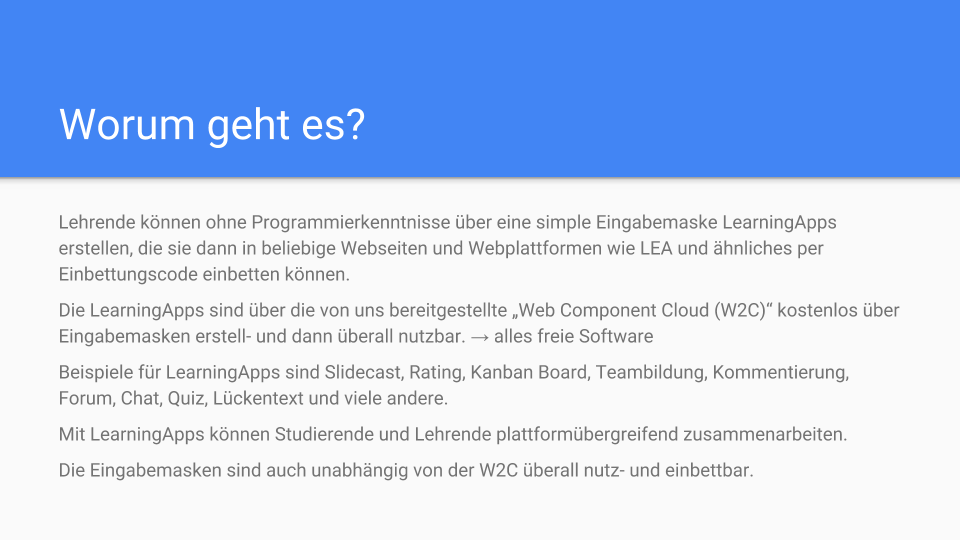 Worum geht es?
Lehrende können ohne Programmierkenntnisse über eine simple Eingabemaske LearningApps
erstellen, die sie dann in beliebige Webseiten und Webplattformen wie LEA und ähnliches per
Einbettungscode einbetten können.
Die LearningApps sind über die von uns bereitgestellte „Web Component Cloud (W2C)“ kostenlos über
Eingabemasken erstell- und dann überall nutzbar. → alles freie Software
Beispiele für LearningApps sind Slidecast, Rating, Kanban Board, Teambildung, Kommentierung,
Forum, Chat, Quiz, Lückentext und viele andere.
Mit LearningApps können Studierende und Lehrende plattformübergreifend zusammenarbeiten.
Die Eingabemasken sind auch unabhängig von der W2C überall nutz- und einbettbar.